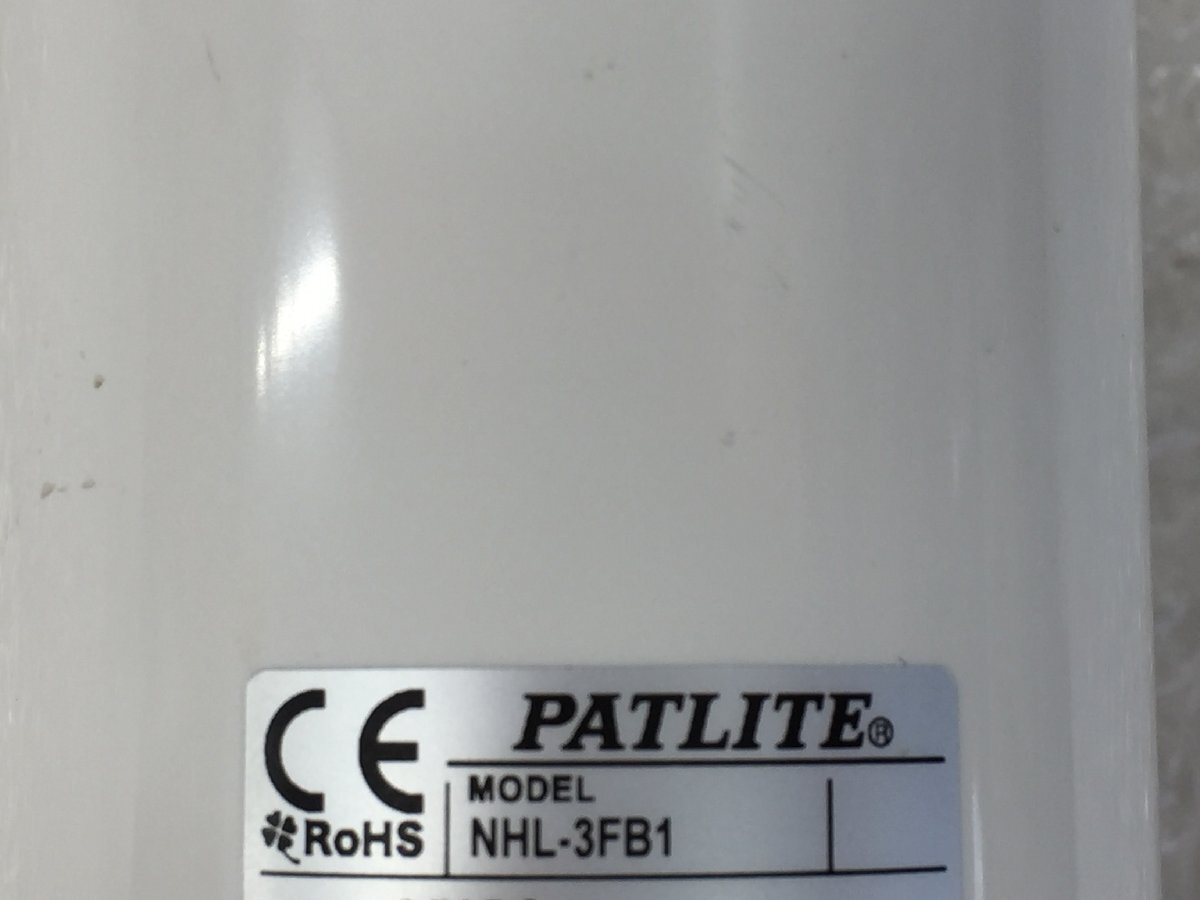 CE PATLITE®
MODEL
RoHS NHL-3FB1